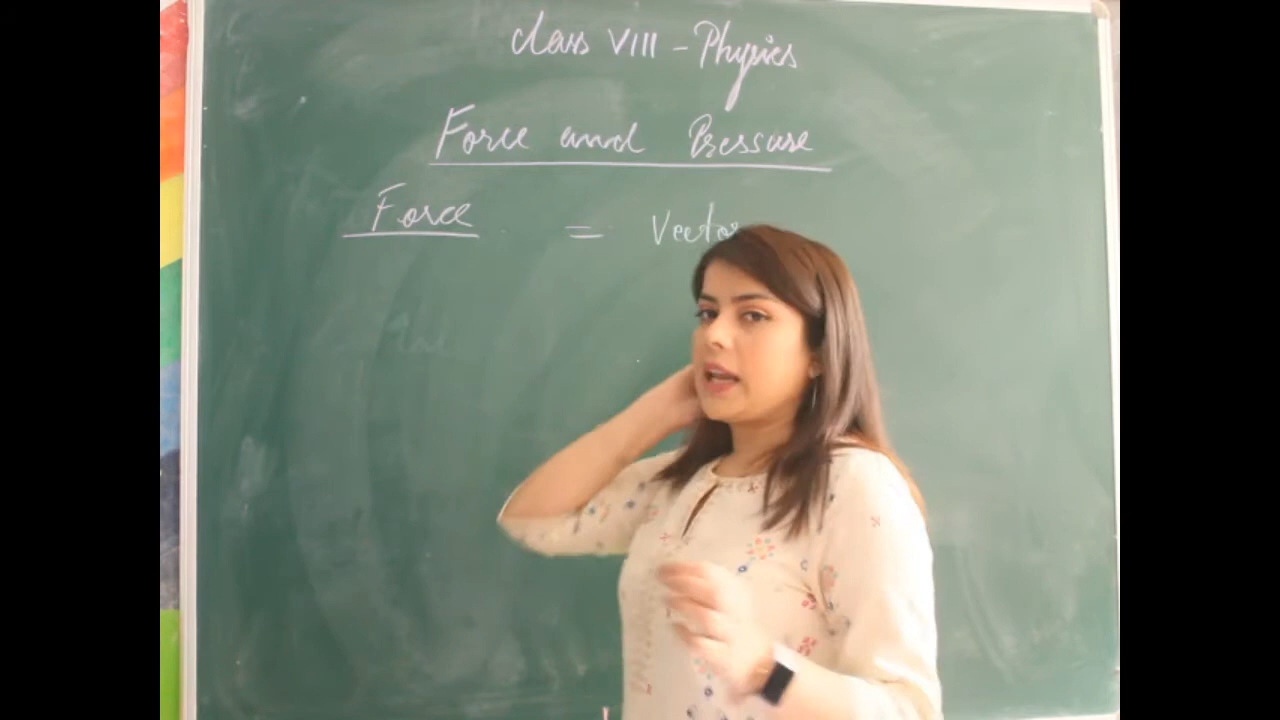 Class VIII - Physics
Force and Pressure
Force = Vector